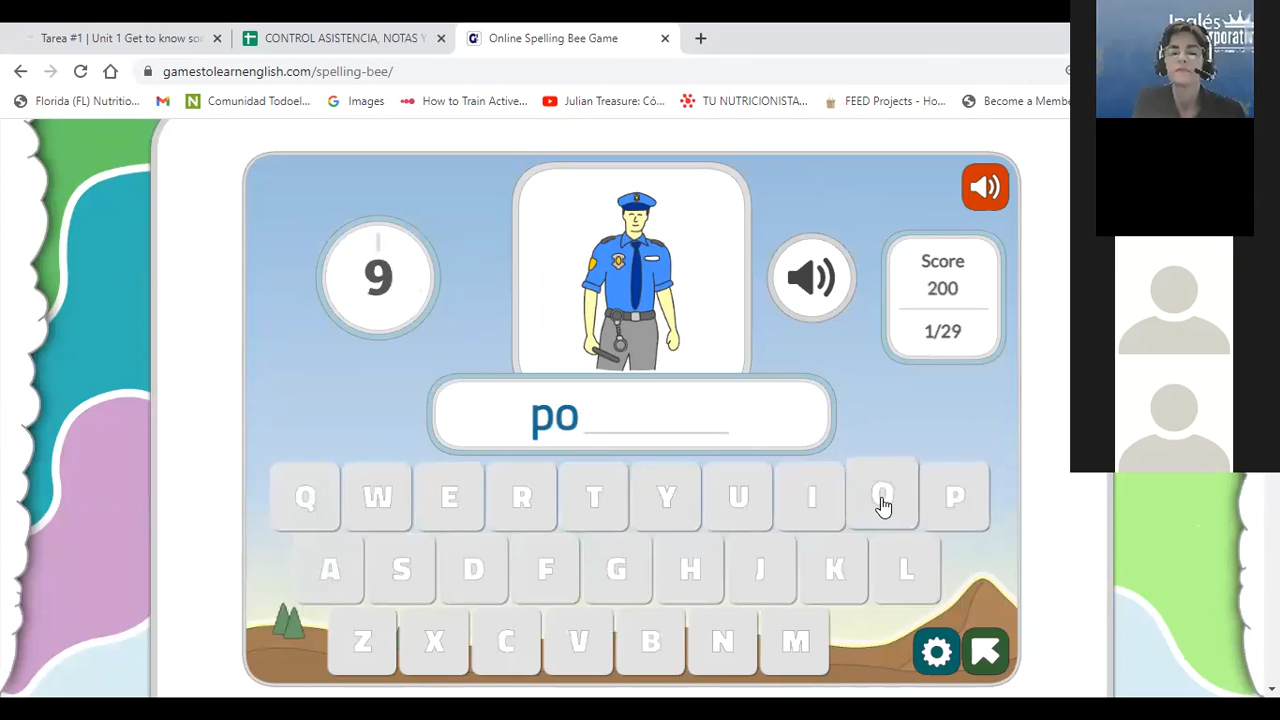 Tarea #1 | Unit 1 Get to know so
CONTROL ASISTENCIA, NOTAS Y
Online Spelling Bee Game
gamestolearnenglish.com/spelling-bee/
Florida (FL) Nutritio...
Comunidad Todoel...
Images
How to Train Active...
Julian Treasure: Có...
TU NUTRICIONISTA...
FEED Projects - Ho...
Become a Membe
Inglés
Corporativ
9
Score
200
1/29
po
Q W E R T Y U I O P
A S D F G H J K L
Z X C V B N M